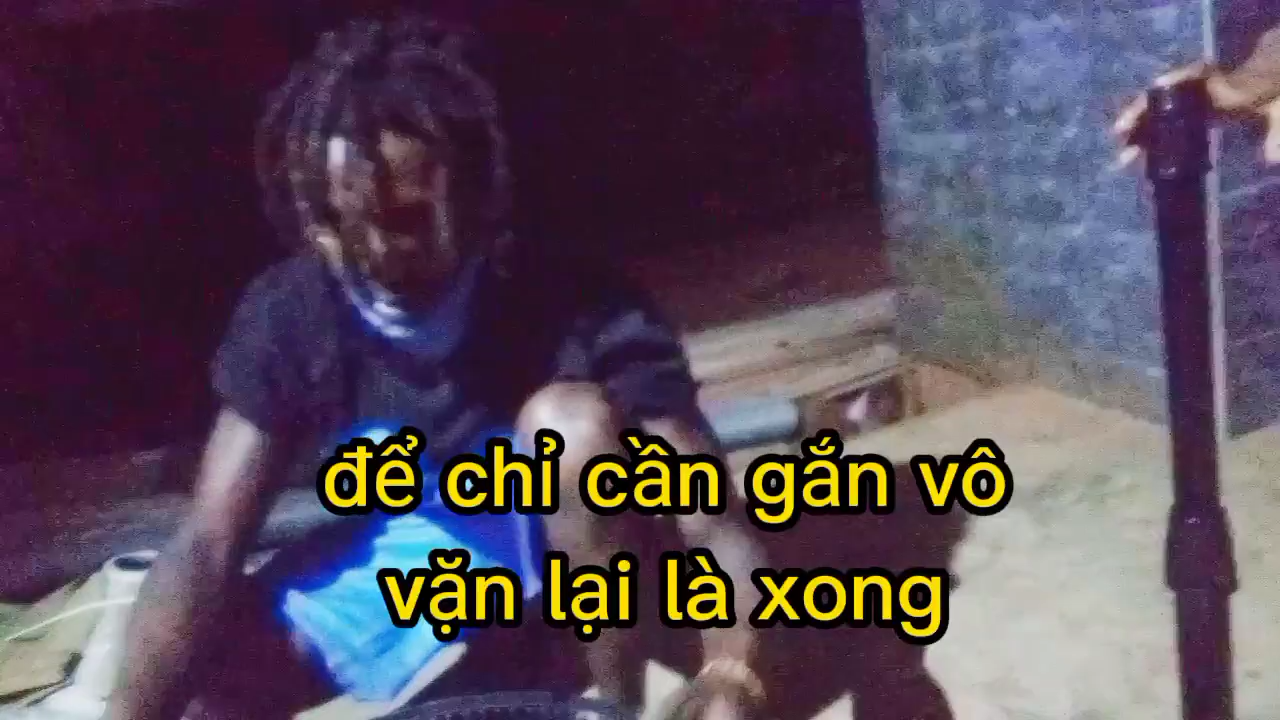 để chỉ cần gắn vô
vặn lại là xong